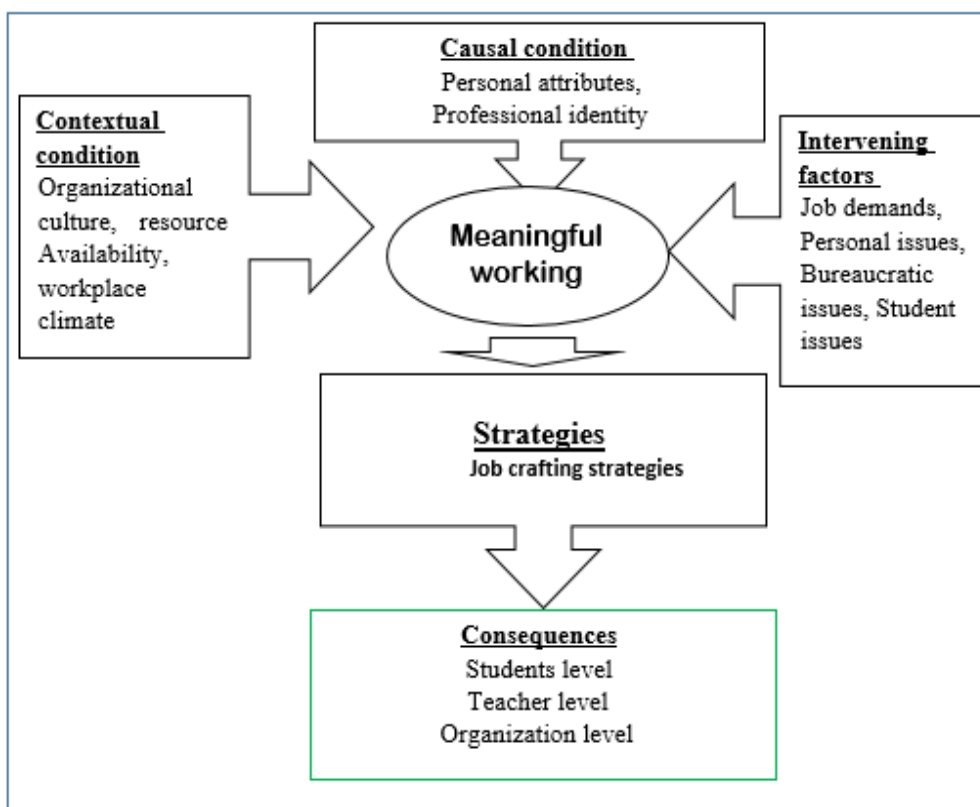 Causal condition
Personal attributes,
Professional identity
Contextual
condition
Organizational
culture, resource
Availability,
workplace
climate
Intervening
factors
Job demands,
Personal issues,
Bureaucratic
issues, Student
issues
Meaningful
working
Strategies
Job crafting strategies
Consequences
Students level
Teacher level
Organization level